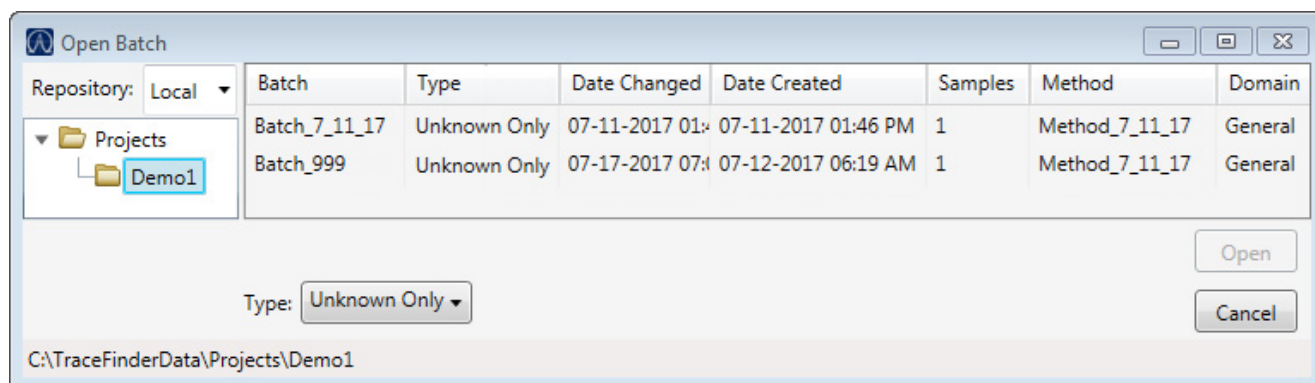 Open Batch
Repository: Local
Batch Type Date Changed Date Created Samples Method Domain
Projects
Demo1
Batch_7_11_17 Unknown Only 07-11-2017 01:4 07-11-2017 01:46 PM 1 Method_7_11_17 General
Batch_999 Unknown Only 07-17-2017 07:0 07-12-2017 06:19 AM 1 Method_7_11_17 General
Open
Type: Unknown Only
Cancel
C:\TraceFinderData\Projects\Demo1